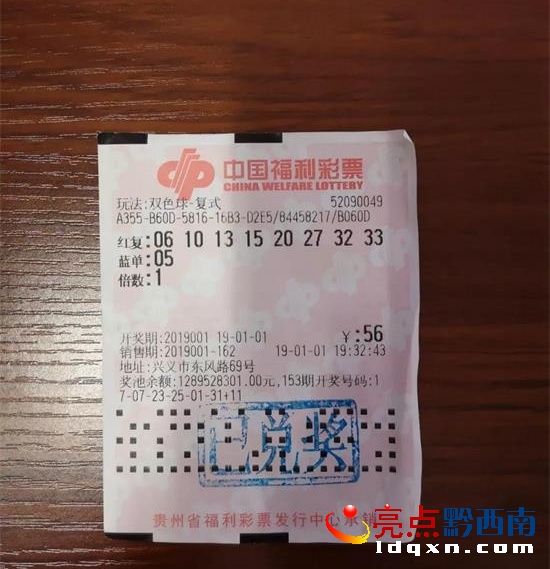 中国福利彩票
CHINA WELFARE LOTTERY
玩法:双色球-复式 52090049
A355-B60D-5816-16B3-D2E5/84458217/B060D
红复:06 10 13 15 20 27 32 33
蓝单:05
倍数:1
开奖期:2019001 19-01-01 ¥:56
销售期:2019001-162 19-01-01 19:32:43
地址:兴义市东风路69号
奖池余额:1289528301.00元,153期开奖号码:1
7-07-23-25-01-31+11
已兑奖
贵州省福利彩票发行中心承销
亮点黔西南
ldqxn.com